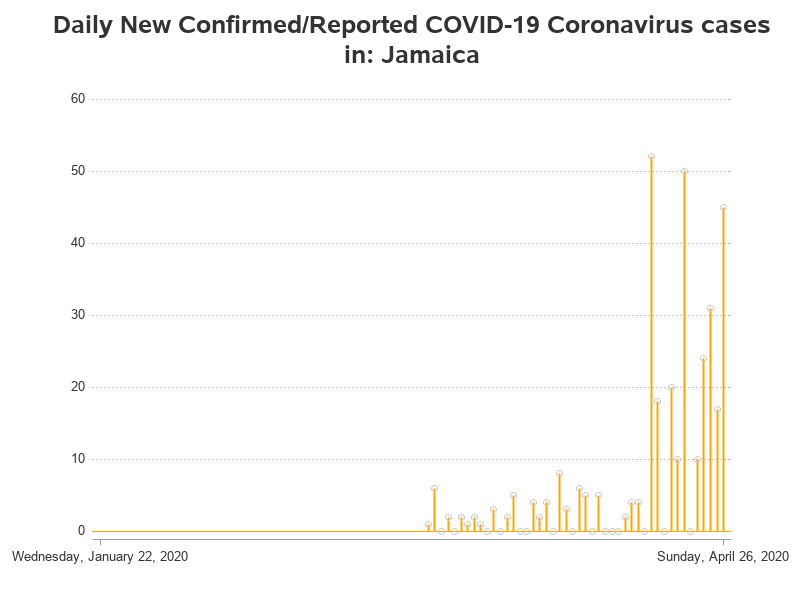 Daily New Confirmed/Reported COVID-19 Coronavirus cases
in: Jamaica
60
50
40
30
20
10
0
Wednesday, January 22, 2020 Sunday, April 26, 2020